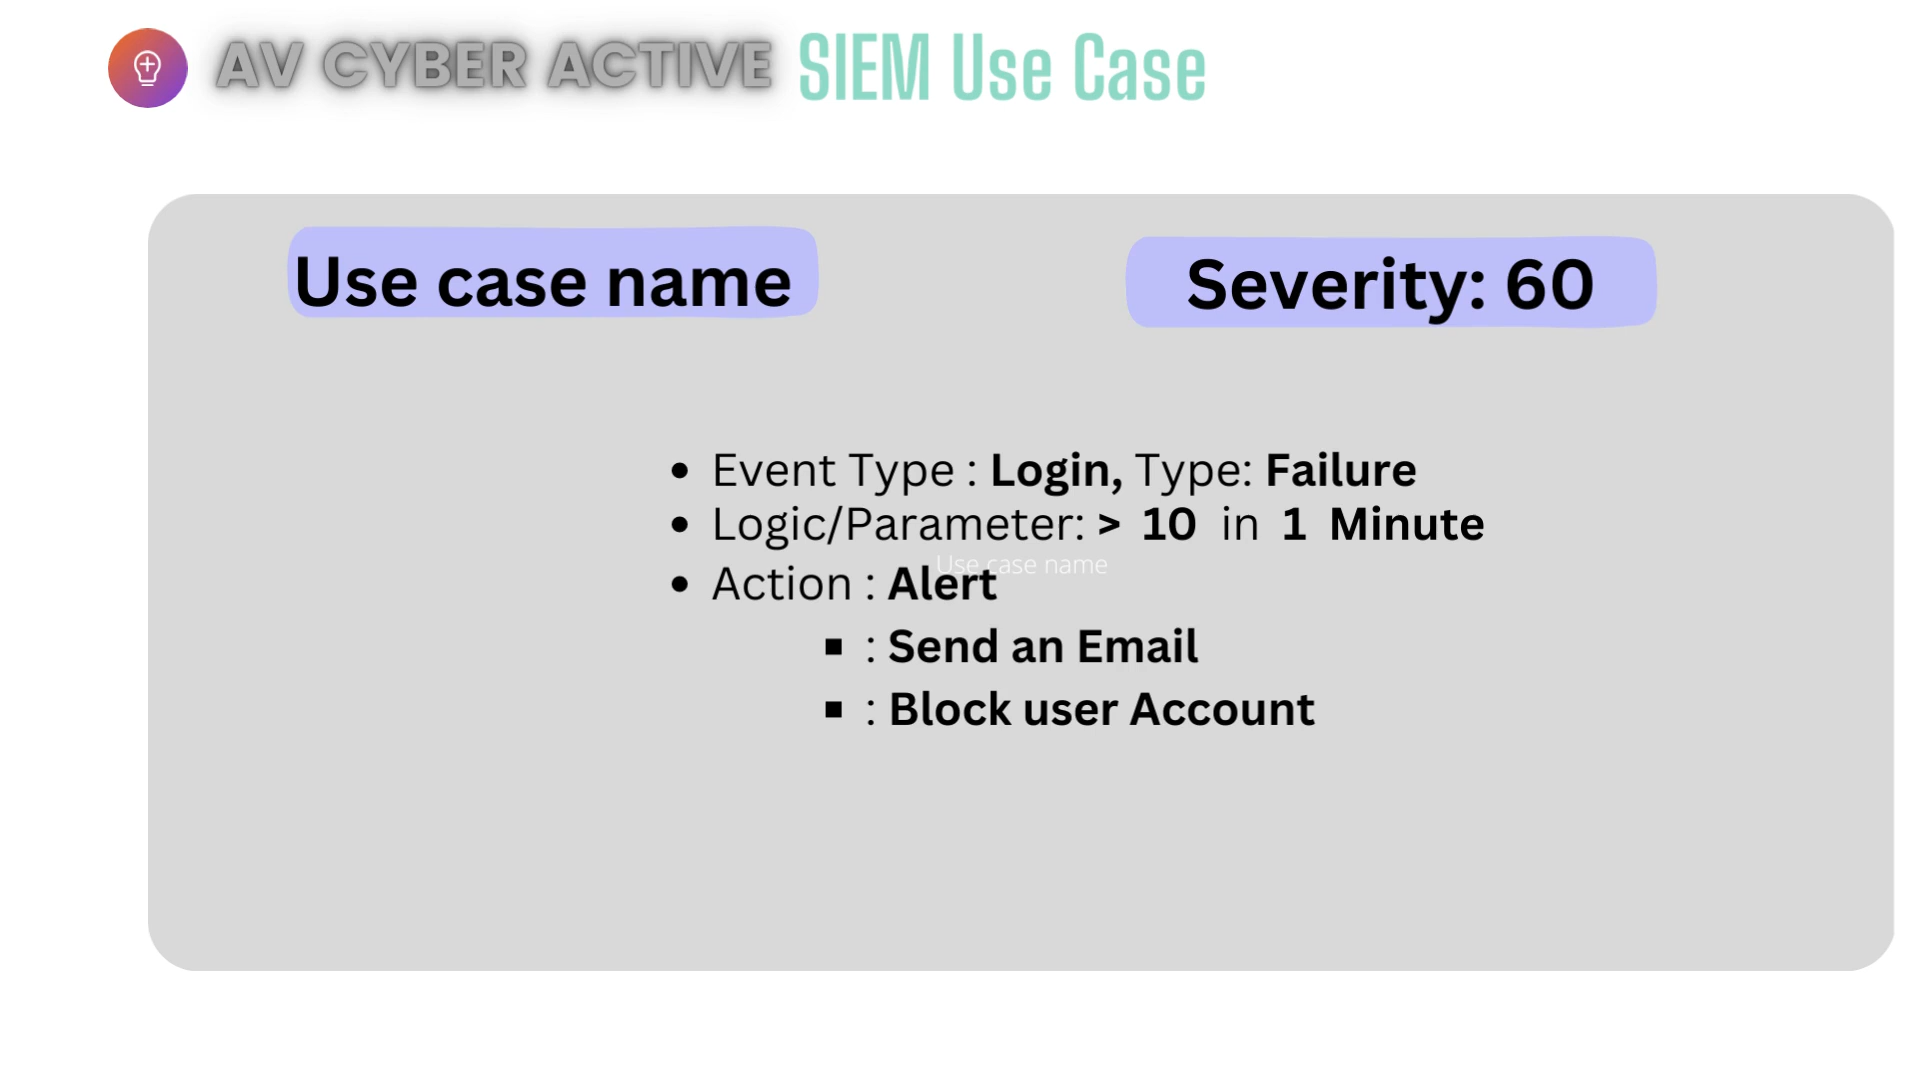 AV CYBER ACTIVE SIEM Use Case
Use case name
Severity: 60
• Event Type : Login, Type: Failure
• Logic/Parameter: > 10 in 1 Minute
Use case name
• Action : Alert
▪ : Send an Email
▪ : Block user Account